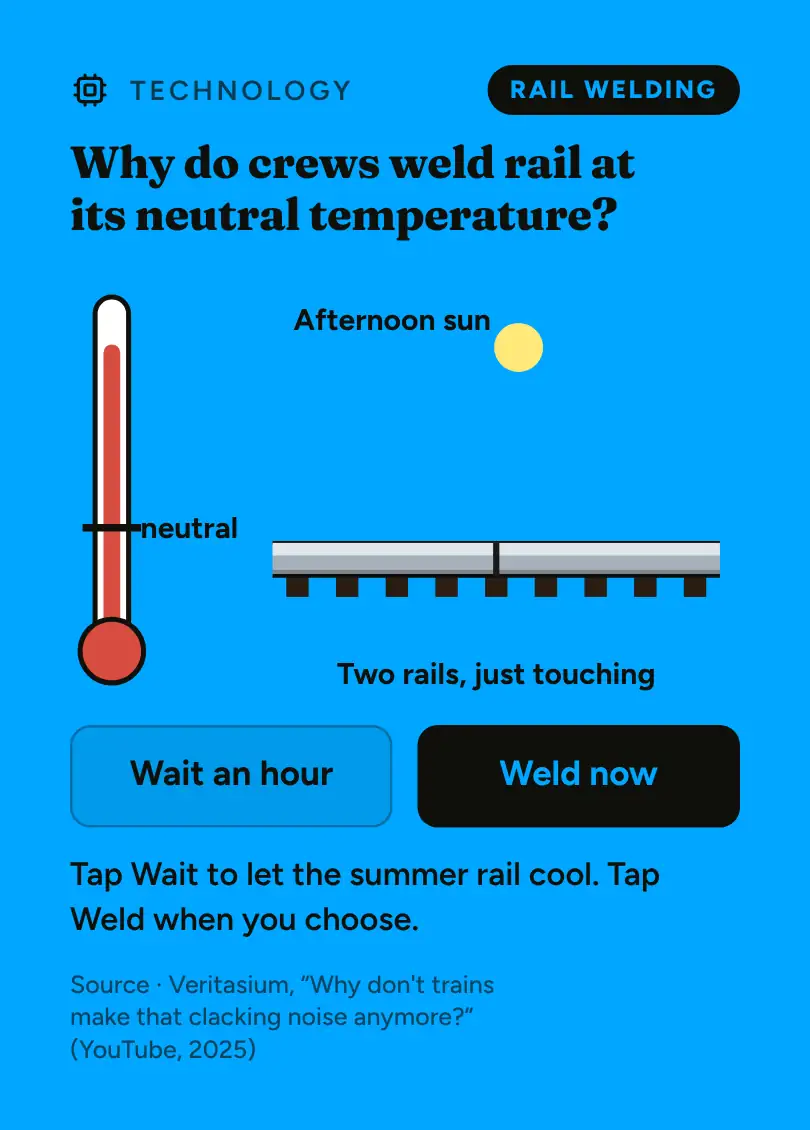 TECHNOLOGY
RAIL WELDING
Why do crews weld rail at
its neutral temperature?
Afternoon sun
neutral
Two rails, just touching
Wait an hour
Weld now
Tap Wait to let the summer rail cool. Tap
Weld when you choose.
Source · Veritasium, “Why don't trains
make that clacking noise anymore?”
(YouTube, 2025)